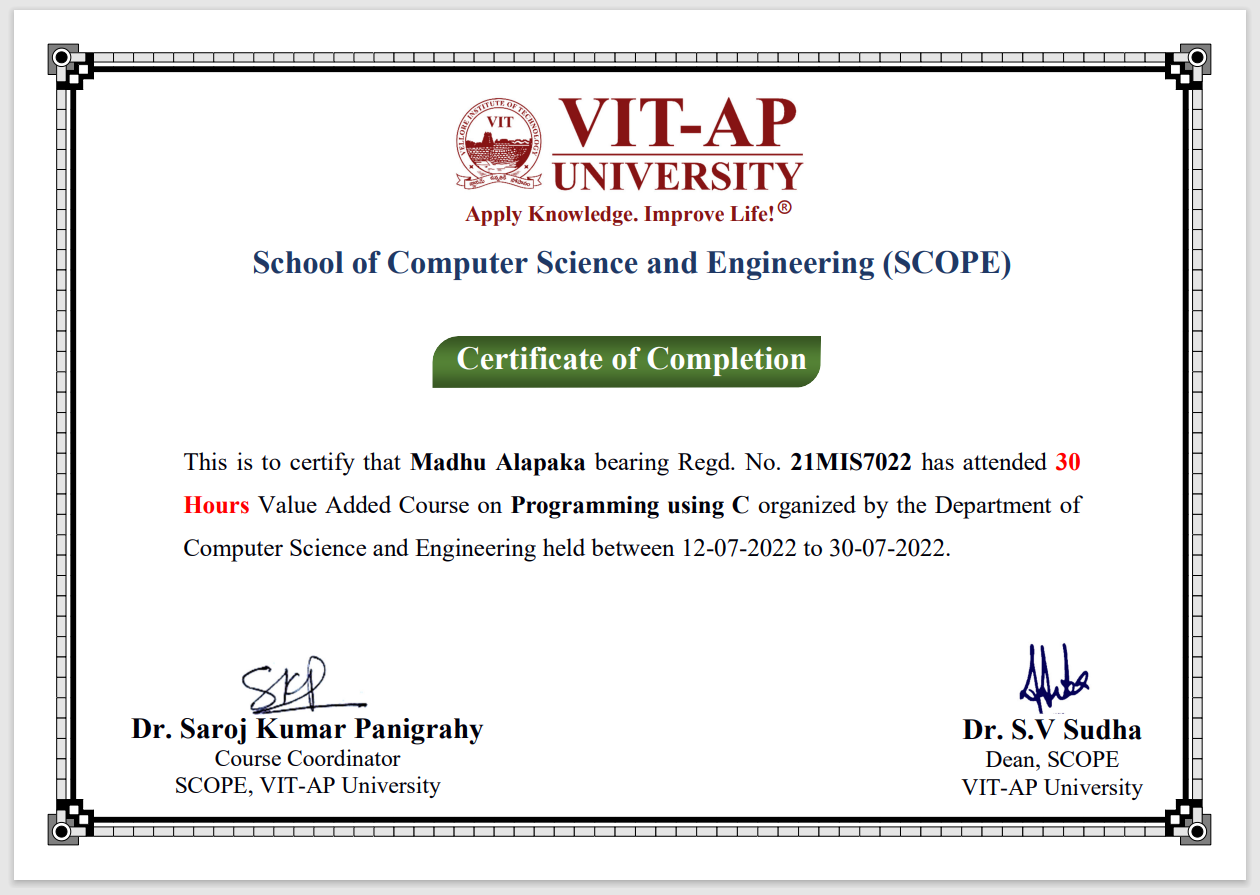 VELLORE INSTITUTE OF TECHNOLOGY
VIT
VIT-AP
UNIVERSITY
Apply Knowledge. Improve Life!®
School of Computer Science and Engineering (SCOPE)
Certificate of Completion
This is to certify that Madhu Alapaka bearing Regd. No. 21MIS7022 has attended 30
Hours Value Added Course on Programming using C organized by the Department of
Computer Science and Engineering held between 12-07-2022 to 30-07-2022.
SKP
Dr. Saroj Kumar Panigrahy
Course Coordinator
SCOPE, VIT-AP University
Dr. S.V Sudha
Dean, SCOPE
VIT-AP University